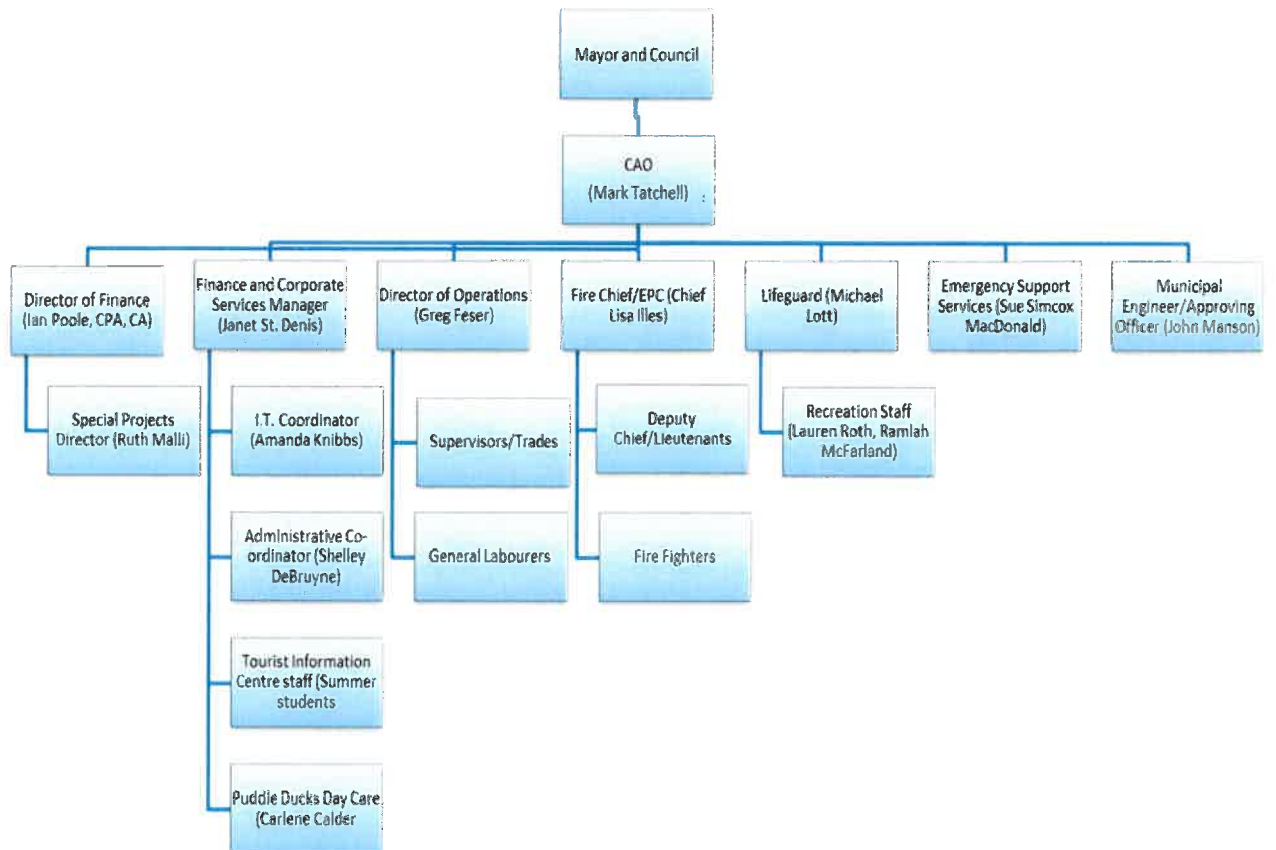 Mayor and Council
CAO
(Mark Tatchell)
Director of Finance
(Ian Poole, CPA, CA)
Finance and Corporate
Services Manager
(Janet St. Denis)
Director of Operations
(Greg Feser)
Fire Chief/EPC (Chief
Lisa Illes)
Lifeguard (Michael
Lott)
Emergency Support
Services (Sue Simcox
MacDonald)
Municipal
Engineer/Approving
Officer (John Manson)
Special Projects
Director (Ruth Malli)
I.T. Coordinator
(Amanda Knibbs)
Supervisors/Trades
Deputy
Chief/Lieutenants
Recreation Staff
(Lauren Roth, Ramlah
McFarland)
Administrative Co-
ordinator (Shelley
DeBruyne)
General Labourers
Fire Fighters
Tourist Information
Centre staff (Summer
students
Puddle Ducks Day Care
(Carlene Calder